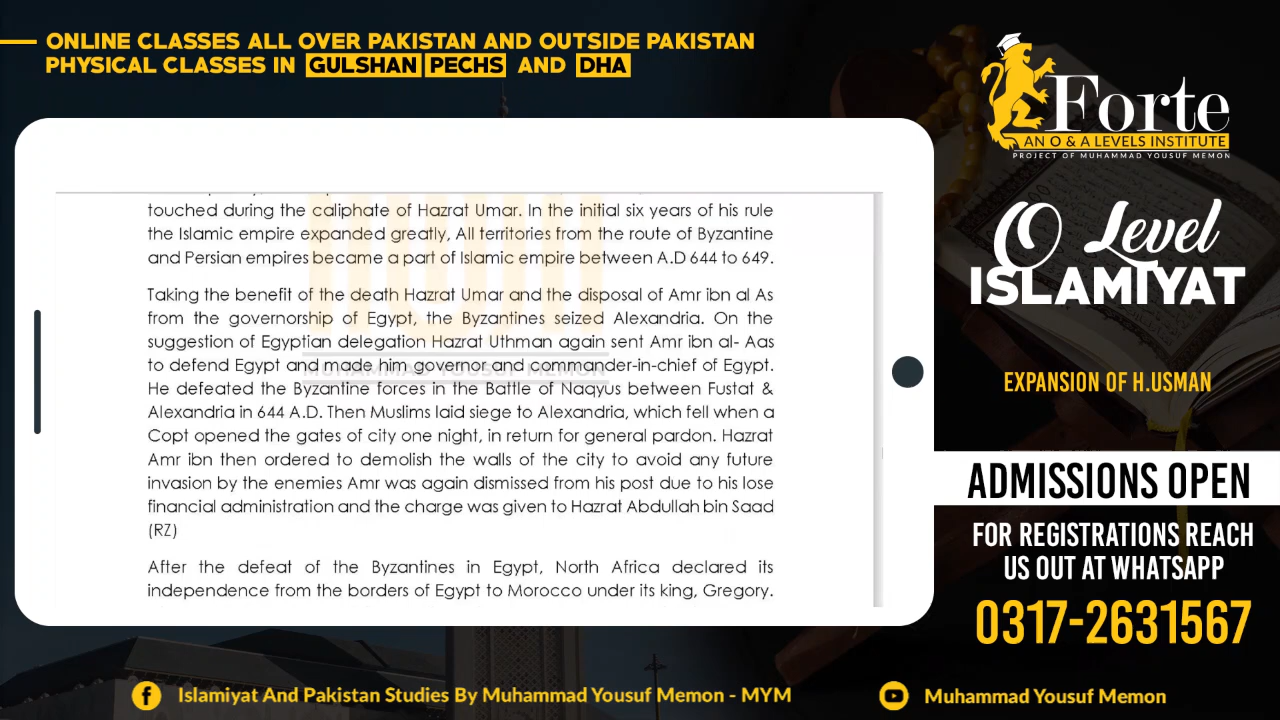 ONLINE CLASSES ALL OVER PAKISTAN AND OUTSIDE PAKISTAN
PHYSICAL CLASSES IN GULSHAN PECHS AND DHA
Forte
AN O & A LEVELS INSTITUTE
PROJECT OF MUHAMMAD YOUSUF MEMON
touched during the caliphate of Hazrat Umar. In the initial six years of his rule
the Islamic empire expanded greatly, All territories from the route of Byzantine
and Persian empires became a part of Islamic empire between A.D 644 to 649.
Taking the benefit of the death Hazrat Umar and the disposal of Amr ibn al As
from the governorship of Egypt, the Byzantines seized Alexandria. On the
suggestion of Egyptian delegation Hazrat Uthman again sent Amr ibn al- Aas
to defend Egypt and made him governor and commander-in-chief of Egypt.
He defeated the Byzantine forces in the Battle of Naqyus between Fustat &
Alexandria in 644 A.D. Then Muslims laid siege to Alexandria, which fell when a
Copt opened the gates of city one night, in return for general pardon. Hazrat
Amr ibn then ordered to demolish the walls of the city to avoid any future
invasion by the enemies Amr was again dismissed from his post due to his lose
financial administration and the charge was given to Hazrat Abdullah bin Saad
(RZ)
After the defeat of the Byzantines in Egypt, North Africa declared its
independence from the borders of Egypt to Morocco under its king, Gregory.
MUHAMMAD YOUSUF MEMON
O Level
ISLAMIYAT
EXPANSION OF H.USMAN
ADMISSIONS OPEN
FOR REGISTRATIONS REACH
US OUT AT WHATSAPP
0317-2631567
Islamiyat And Pakistan Studies By Muhammad Yousuf Memon - MYM
Muhammad Yousuf Memon